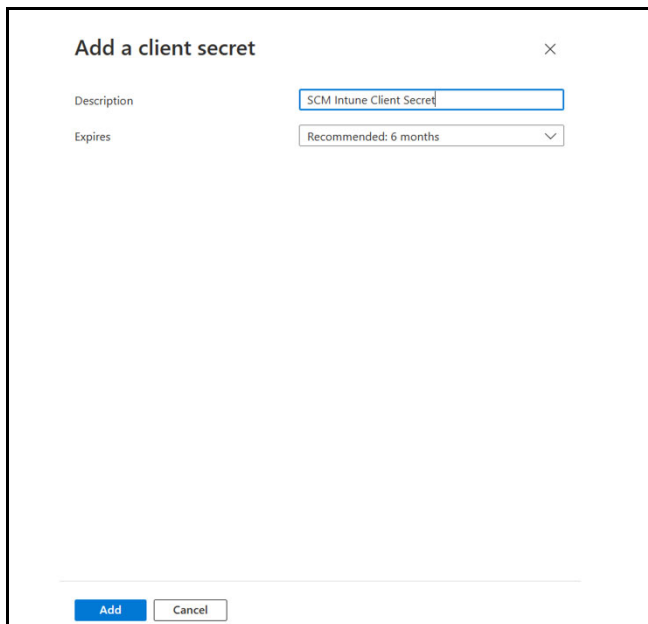 Add a client secret
Description SCM Intune Client Secret
Expires Recommended: 6 months
Add Cancel